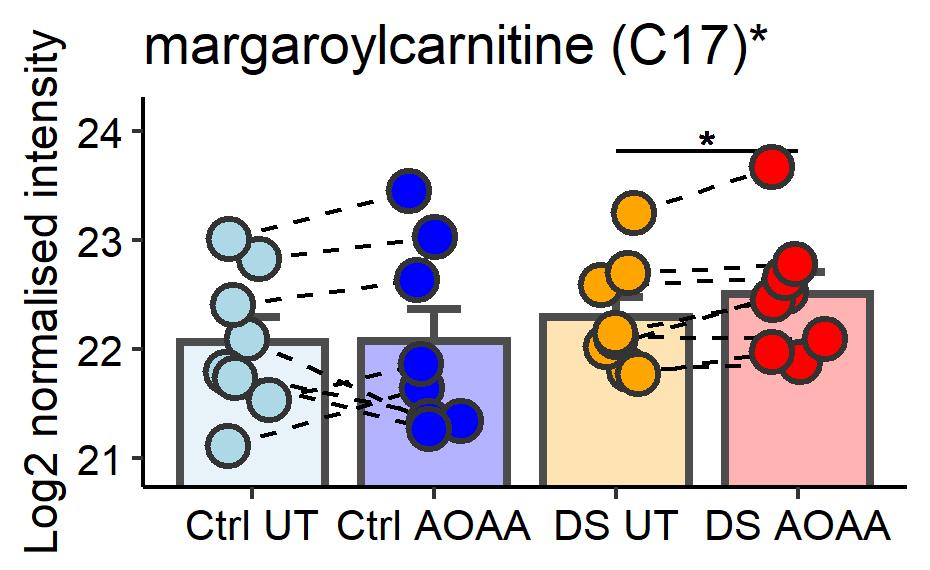 margaroylcarnitine (C17)*
Log2 normalised intensity
24
23
22
21
*
Ctrl UT
Ctrl AOAA
DS UT
DS AOAA